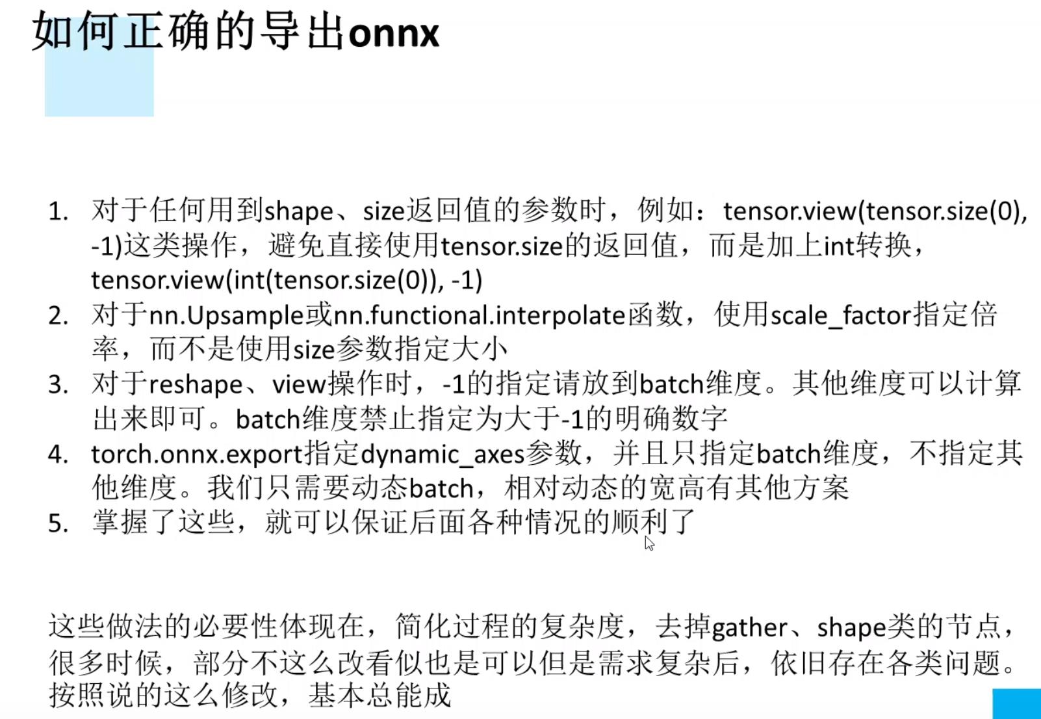 如何正确的导出onnx
1. 对于任何用到shape、size返回值的参数时，例如：tensor.view(tensor.size(0),
-1)这类操作，避免直接使用tensor.size的返回值，而是加上int转换，
tensor.view(int(tensor.size(0)), -1)
2. 对于nn.Upsample或nn.functional.interpolate函数，使用scale_factor指定倍
率，而不是使用size参数指定大小
3. 对于reshape、view操作时，-1的指定请放到batch维度。其他维度可以计算
出来即可。batch维度禁止指定为大于-1的明确数字
4. torch.onnx.export指定dynamic_axes参数，并且只指定batch维度，不指定其
他维度。我们只需要动态batch，相对动态的宽高有其他方案
5. 掌握了这些，就可以保证后面各种情况的顺利了
这些做法的必要性体现在，简化过程的复杂度，去掉gather、shape类的节点，
很多时候，部分不这么改看似也是可以但是需求复杂后，依旧存在各类问题。
按照说的这么修改，基本总能成